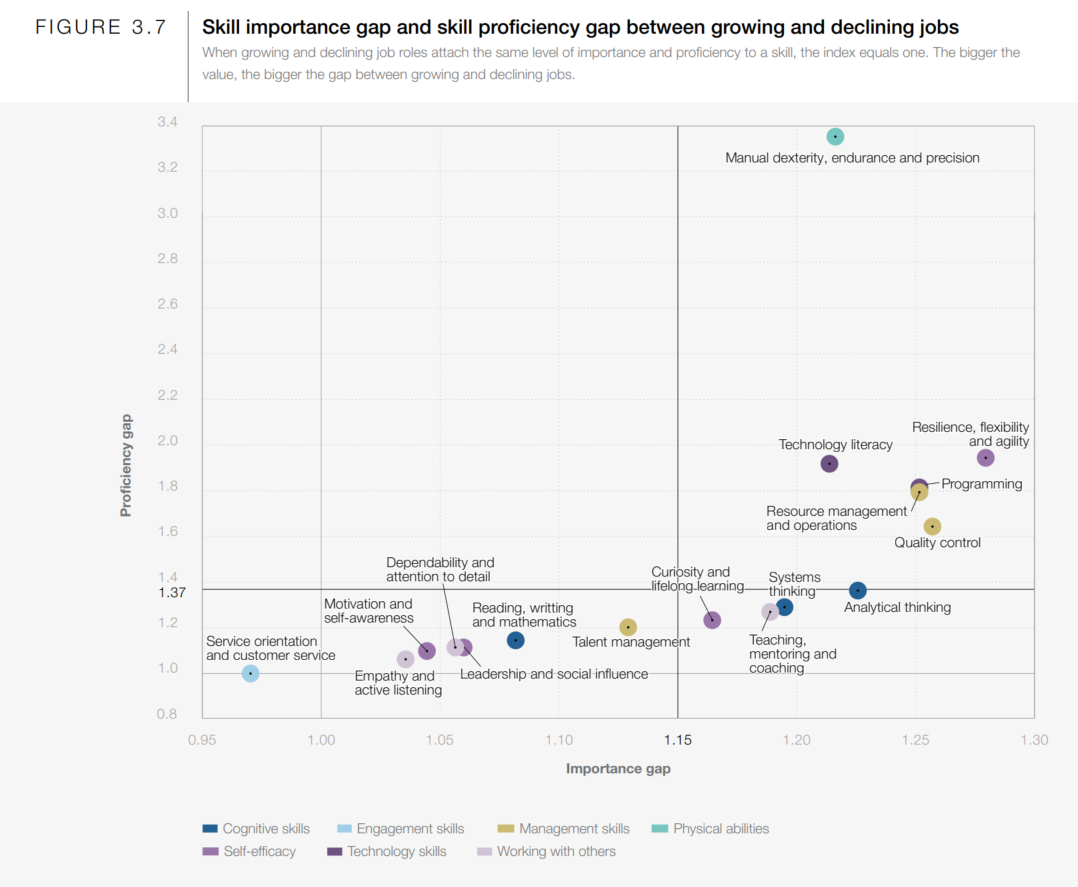 FIGURE 3.7
Skill importance gap and skill proficiency gap between growing and declining jobs
When growing and declining job roles attach the same level of importance and proficiency to a skill, the index equals one. The bigger the
value, the bigger the gap between growing and declining jobs.
3.4
Manual dexterity, endurance and precision
3.2
3.0
2.8
2.6
2.4
2.2
Proficiency gap
2.0
Resilience, flexibility
and agility
Technology literacy
1.8
Programming
Resource management
and operations
1.6
Quality control
Dependability and
attention to detail
1.4
1.37
Curiosity and
lifelong learning
Systems
thinking
Analytical thinking
Motivation and
self-awareness
Reading, writting
and mathematics
1.2
Service orientation
and customer service
Talent management
Teaching,
mentoring and
coaching
1.0
Empathy and
active listening
Leadership and social influence
0.8
0.95
1.00
1.05
1.10
1.15
1.20
1.25
1.30
Importance gap
Cognitive skills
Engagement skills
Management skills
Physical abilities
Self-efficacy
Technology skills
Working with others